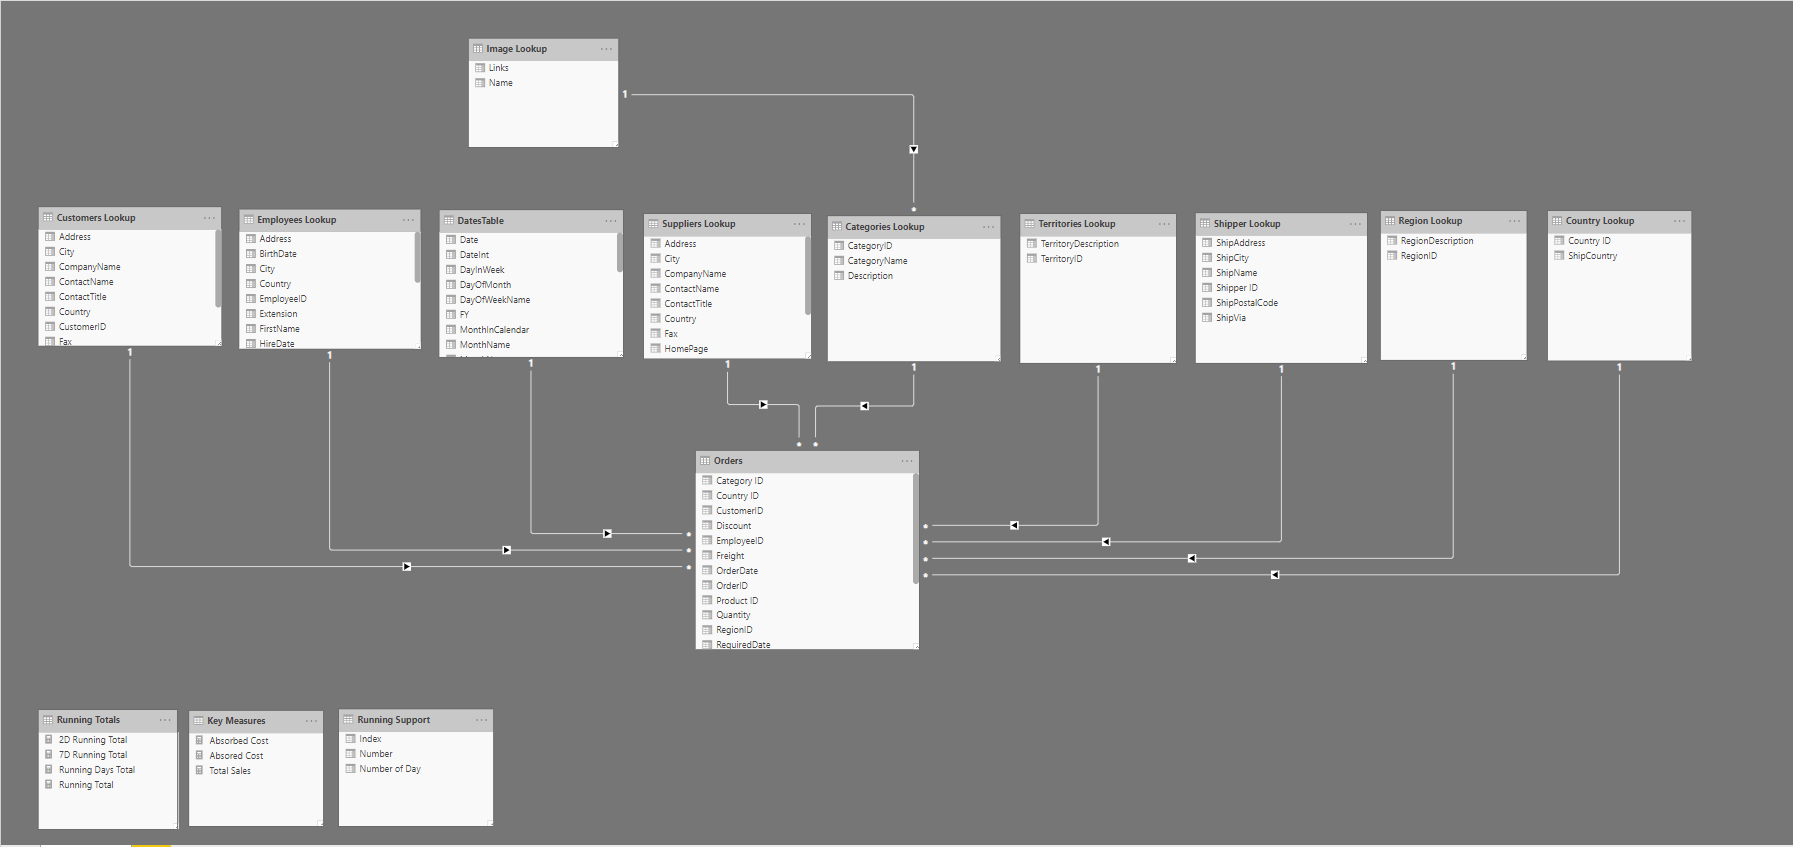 Image Lookup
Links
Name
1
Customers Lookup
Address
City
CompanyName
ContactName
ContactTitle
Country
CustomerID
Fax
1
Employees Lookup
Address
BirthDate
City
Country
EmployeeID
Extension
FirstName
HireDate
1
DatesTable
Date
DateInt
DayInWeek
DayOfMonth
DayOfWeekName
FY
MonthInCalendar
MonthName
1
Suppliers Lookup
Address
City
CompanyName
ContactName
ContactTitle
Country
Fax
HomePage
1
Categories Lookup
CategoryID
CategoryName
Description
1
Territories Lookup
TerritoryDescription
TerritoryID
1
Shipper Lookup
ShipAddress
ShipCity
ShipName
Shipper ID
ShipPostalCode
ShipVia
1
Region Lookup
RegionDescription
RegionID
1
Country Lookup
Country ID
ShipCountry
1
Orders
Category ID
Country ID
CustomerID
Discount
EmployeeID
Freight
OrderDate
OrderID
Product ID
Quantity
RegionID
RequiredDate
Running Totals
2D Running Total
7D Running Total
Running Days Total
Running Total
Key Measures
Absorbed Cost
Absored Cost
Total Sales
Running Support
Index
Number
Number of Day